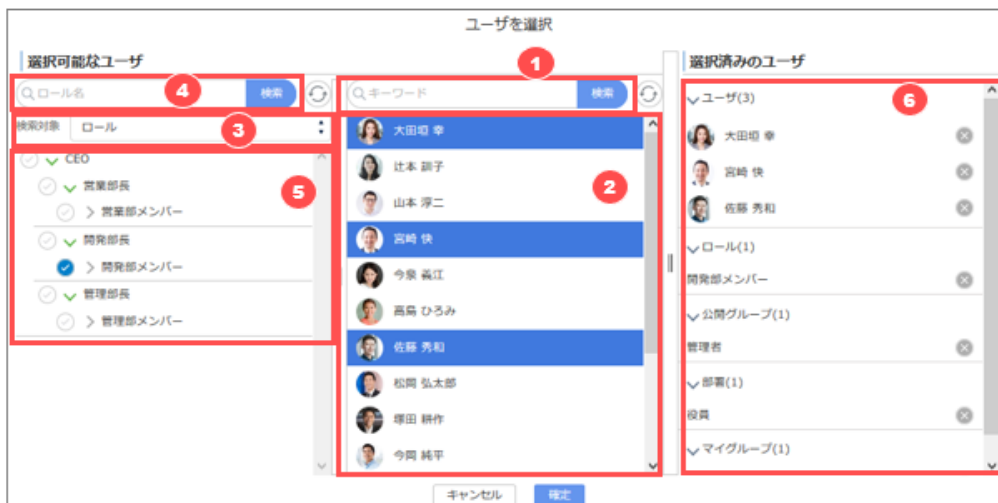 ユーザを選択
選択可能なユーザ
ロール名
検索
4
検索対象
ロール
3
CEO
営業部長
営業部メンバー
開発部長
開発部メンバー
管理部長
管理部メンバー
5
1
キーワード
検索
大田垣 幸
辻本 訓子
2
山本 淳二
宮崎 快
今泉 義江
高島 ひろみ
佐藤 秀和
松岡 弘太郎
塚田 耕作
今岡 純平
選択済みのユーザ
ユーザ(3)
6
大田垣 幸
宮崎 快
佐藤 秀和
ロール(1)
開発部メンバー
公開グループ(1)
管理者
部署(1)
役員
マイグループ(1)
キャンセル
確定